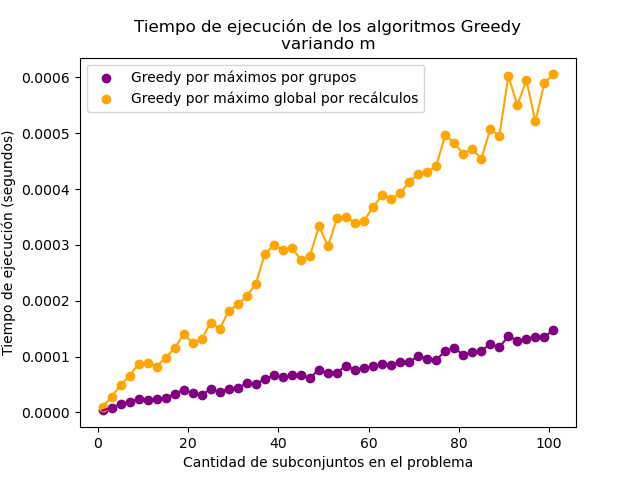 Tiempo de ejecución de los algoritmos Greedy
variando m
Greedy por máximos por grupos
Greedy por máximo global por recálculos
Tiempo de ejecución (segundos)
0.0006
0.0005
0.0004
0.0003
0.0002
0.0001
0.0000
0 20 40 60 80 100
Cantidad de subconjuntos en el problema